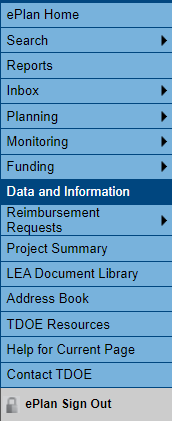 ePlan Home
Search
Reports
Inbox
Planning
Monitoring
Funding
Data and Information
Reimbursement
Requests
Project Summary
LEA Document Library
Address Book
TDOE Resources
Help for Current Page
Contact TDOE
ePlan Sign Out